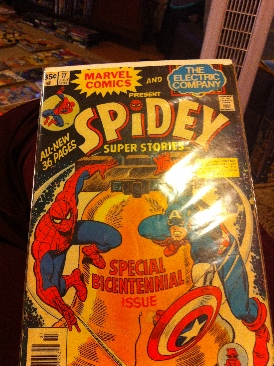 35¢
17
MARVEL
COMICS
AND
THE
ELECTRIC
COMPANY
PRESENT
SPIDEY
SUPER STORIES
ALL-NEW
36 PAGES
SPECIAL
BICENTENNIAL
ISSUE